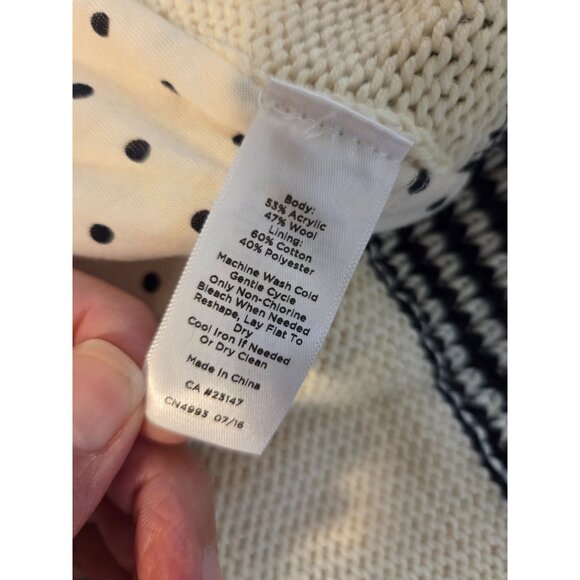 Body:
53% Acrylic
47% Wool
Lining:
60% Cotton
40% Polyester
Machine Wash Cold
Gentle Cycle
Only Non-Chlorine
Bleach When Needed
Reshape, Lay Flat To
Dry
Cool Iron If Needed
Or Dry Clean
Made In China
CA #23147
CN4993 07/16